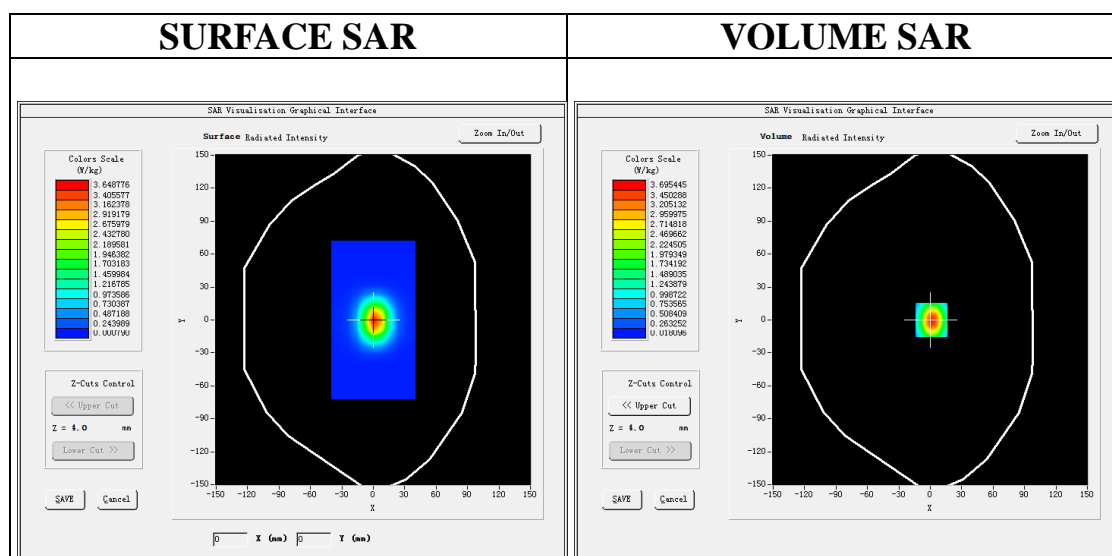 SURFACE SAR
VOLUME SAR
SAR Visualisation Graphical Interface
Surface Radiated Intensity
Zoom In/Out
Colors Scale
(W/kg)
3.648776
3.405577
3.162378
2.919179
2.675979
2.432780
2.189581
1.946382
1.703183
1.459984
1.216785
0.973586
0.730387
0.487188
0.243989
0.000790
150
120
90
60
30
0
-30
-60
-90
-120
-150
Y
-150 -120 -90 -60 -30 0 30 60 90 120 150
X
Z-Cuts Control
<< Upper Cut
Z = 4.0 mm
Lower Cut >>
SAVE Cancel
0 X (mm) 0 Y (mm)
SAR Visualisation Graphical Interface
Volume Radiated Intensity
Zoom In/Out
Colors Scale
(W/kg)
3.695445
3.450288
3.205132
2.959975
2.714818
2.469662
2.224505
1.979349
1.734192
1.489035
1.243879
0.998722
0.753565
0.508409
0.263252
0.018096
150
120
90
60
30
0
-30
-60
-90
-120
-150
Y
-150 -120 -90 -60 -30 0 30 60 90 120 150
X
Z-Cuts Control
<< Upper Cut
Z = 4.0 mm
Lower Cut >>
SAVE Cancel